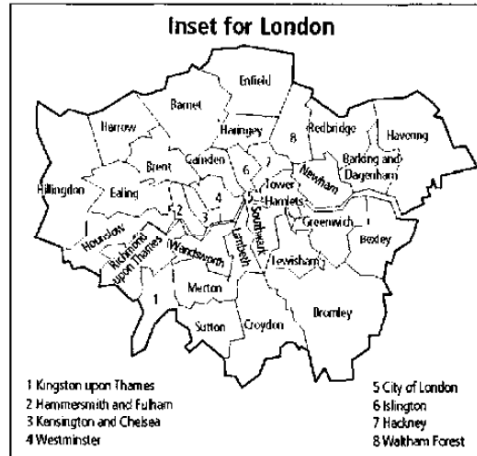 Inset for London
Enfield
Barnet
Harrow
Haringey
8
Redbridge
Havering
Brent
Camden
6
7
Barking and
Dagenham
Hillingdon
Ealing
4
Tower
Hamlets
Newham
2
3
5
Hounslow
Richmond
upon Thames
Wandsworth
Lambeth
Southwark
Greenwich
Bexley
Lewisham
1
Merton
Sutton
Croydon
Bromley
1 Kingston upon Thames
2 Hammersmith and Fulham
3 Kensington and Chelsea
4 Westminster
5 City of London
6 Islington
7 Hackney
8 Waltham Forest